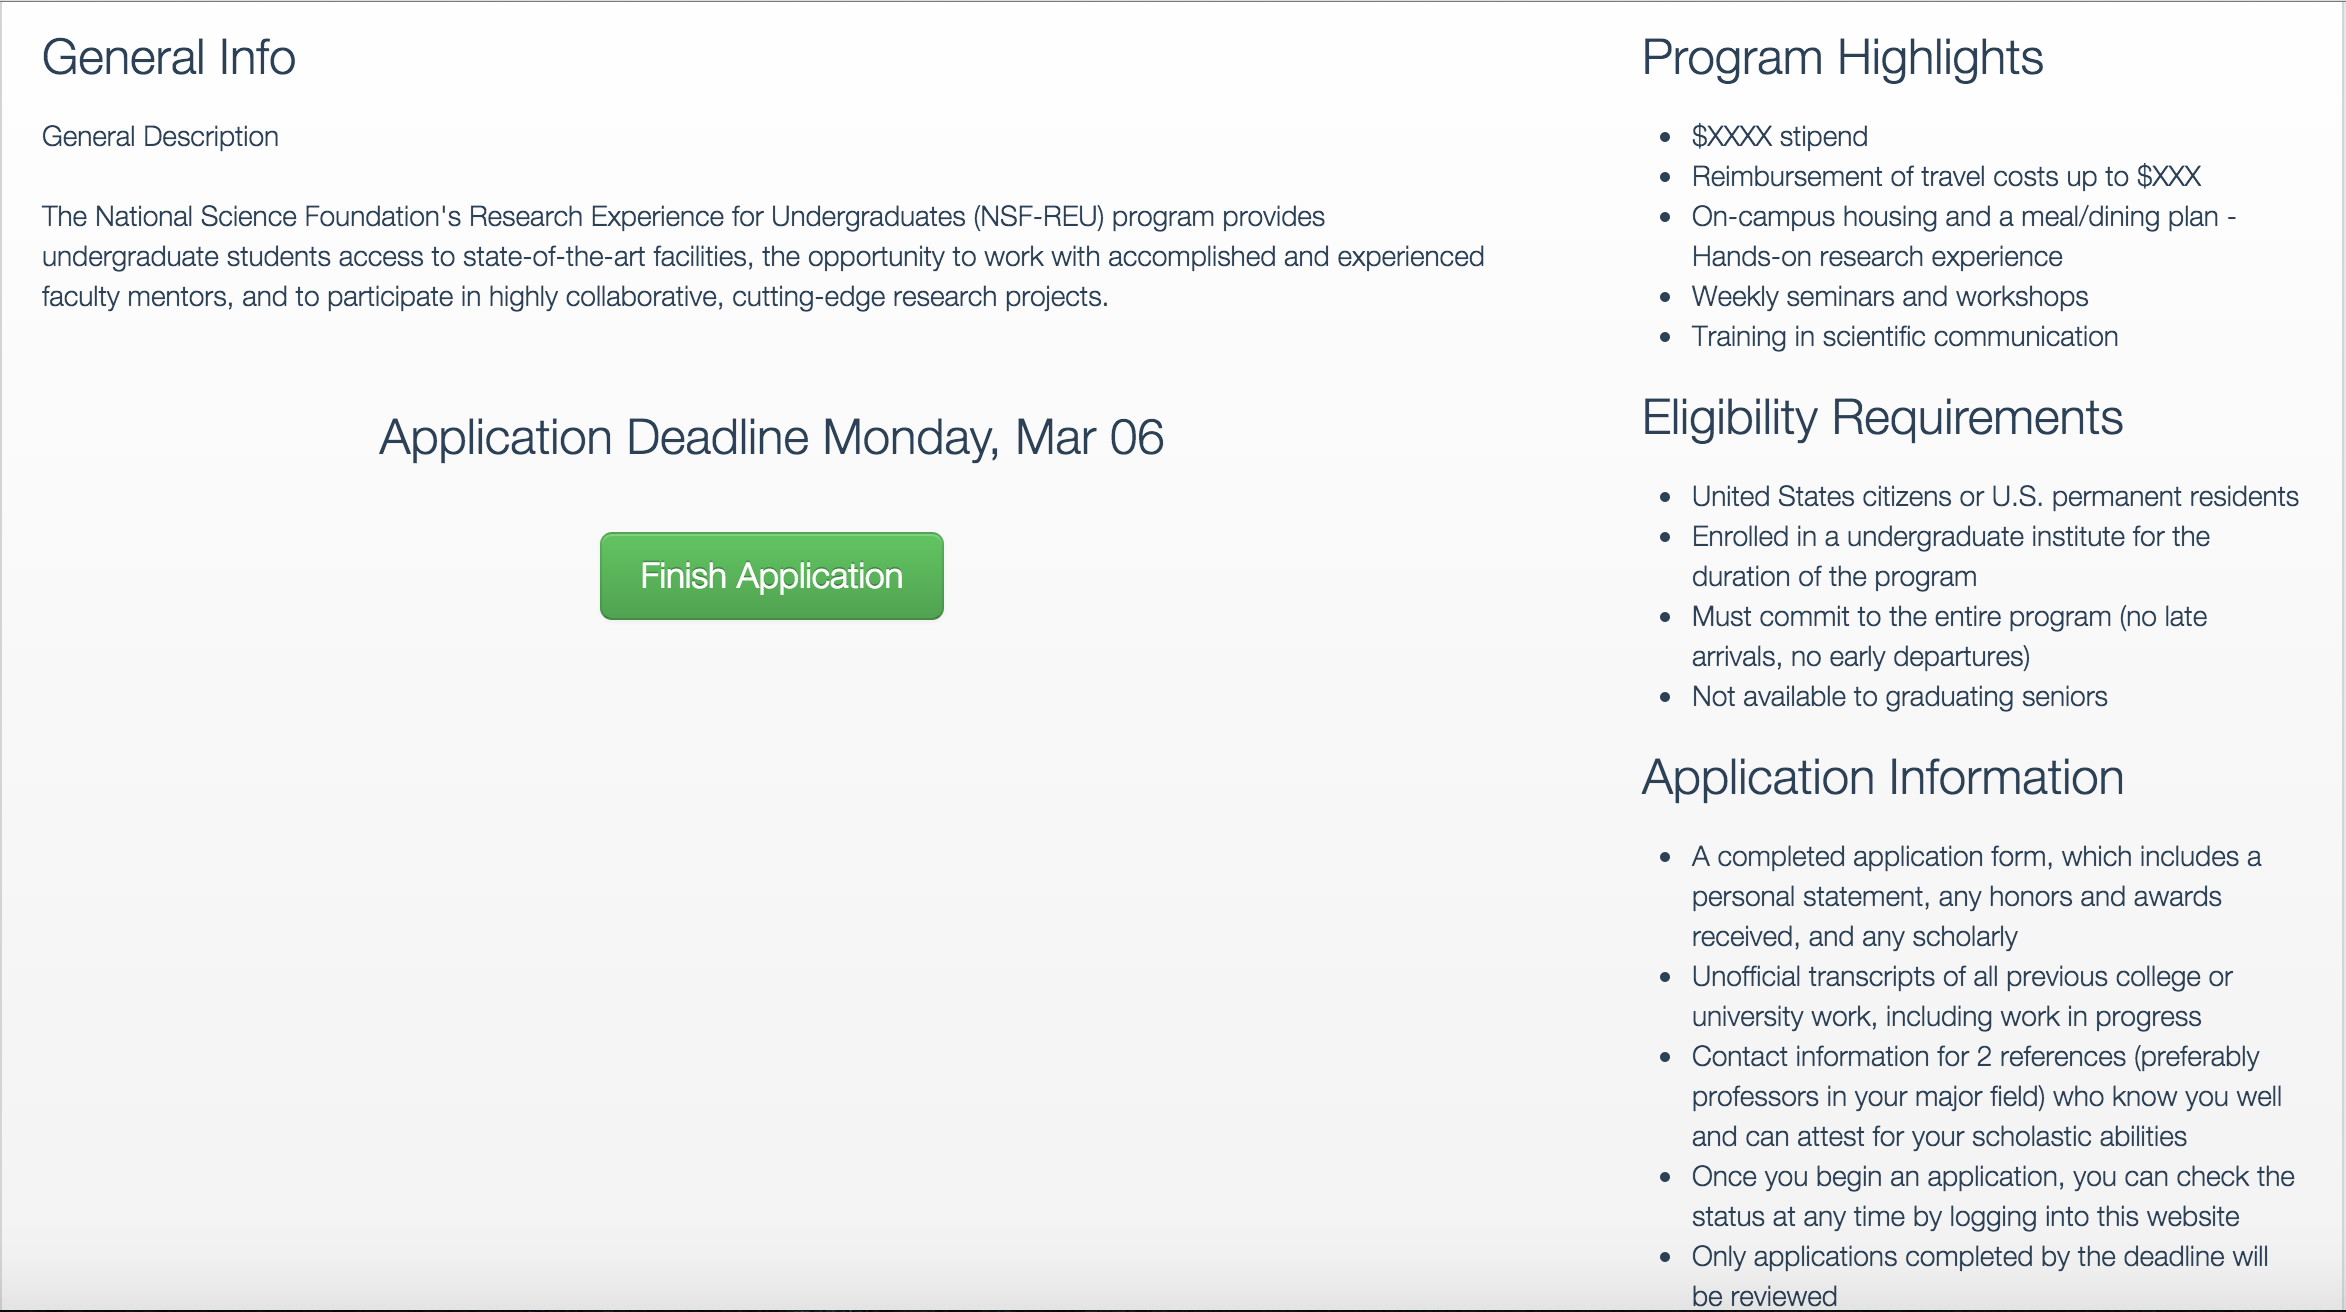 General Info
General Description
The National Science Foundation's Research Experience for Undergraduates (NSF-REU) program provides
undergraduate students access to state-of-the-art facilities, the opportunity to work with accomplished and experienced
faculty mentors, and to participate in highly collaborative, cutting-edge research projects.
Application Deadline Monday, Mar 06
Finish Application
Program Highlights
• $XXXX stipend
• Reimbursement of travel costs up to $XXX
• On-campus housing and a meal/dining plan -
Hands-on research experience
• Weekly seminars and workshops
• Training in scientific communication
Eligibility Requirements
• United States citizens or U.S. permanent residents
• Enrolled in a undergraduate institute for the
duration of the program
• Must commit to the entire program (no late
arrivals, no early departures)
• Not available to graduating seniors
Application Information
• A completed application form, which includes a
personal statement, any honors and awards
received, and any scholarly
• Unofficial transcripts of all previous college or
university work, including work in progress
• Contact information for 2 references (preferably
professors in your major field) who know you well
and can attest for your scholastic abilities
• Once you begin an application, you can check the
status at any time by logging into this website
• Only applications completed by the deadline will
be reviewed